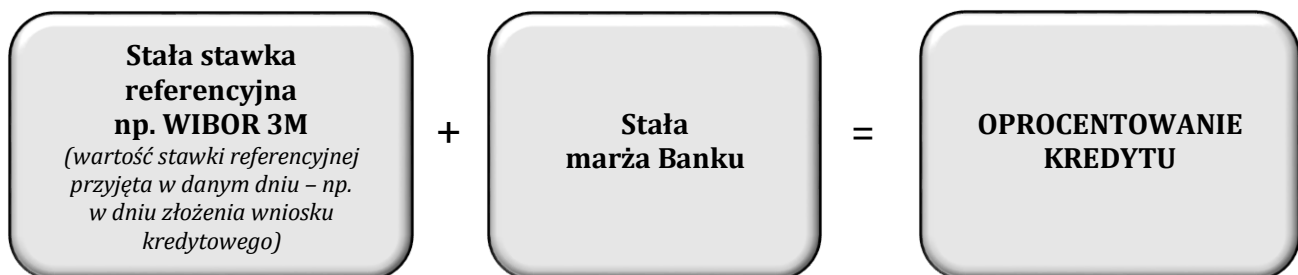 Stała stawka
referencyjna
np. WIBOR 3M
(wartość stawki referencyjnej
przyjęta w danym dniu – np.
w dniu złożenia wniosku
kredytowego)
+
Stała
marża Banku
=
OPROCENTOWANIE
KREDYTU